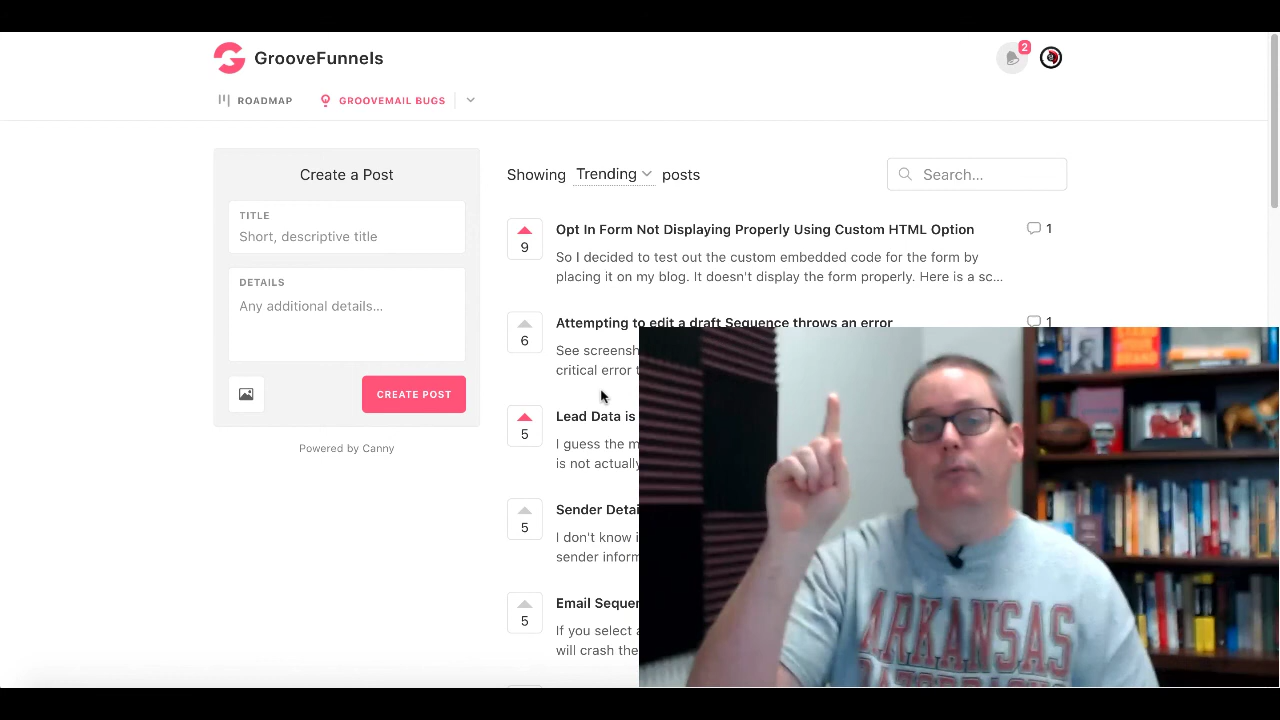 GrooveFunnels
2
ROADMAP
GROOVEMAIL BUGS
Create a Post
TITLE
Short, descriptive title
DETAILS
Any additional details...
CREATE POST
Powered by Canny
Showing Trending posts
Search...
9
Opt In Form Not Displaying Properly Using Custom HTML Option
1
So I decided to test out the custom embedded code for the form by
placing it on my blog. It doesn't display the form properly. Here is a sc...
6
Attempting to edit a draft Sequence throws an error
1
See
critical error
5
Lead Data is
I guess the
is not actually
5
Sender
I don't know
sender
5
Email
If you select
will crash the
ARKANSAS